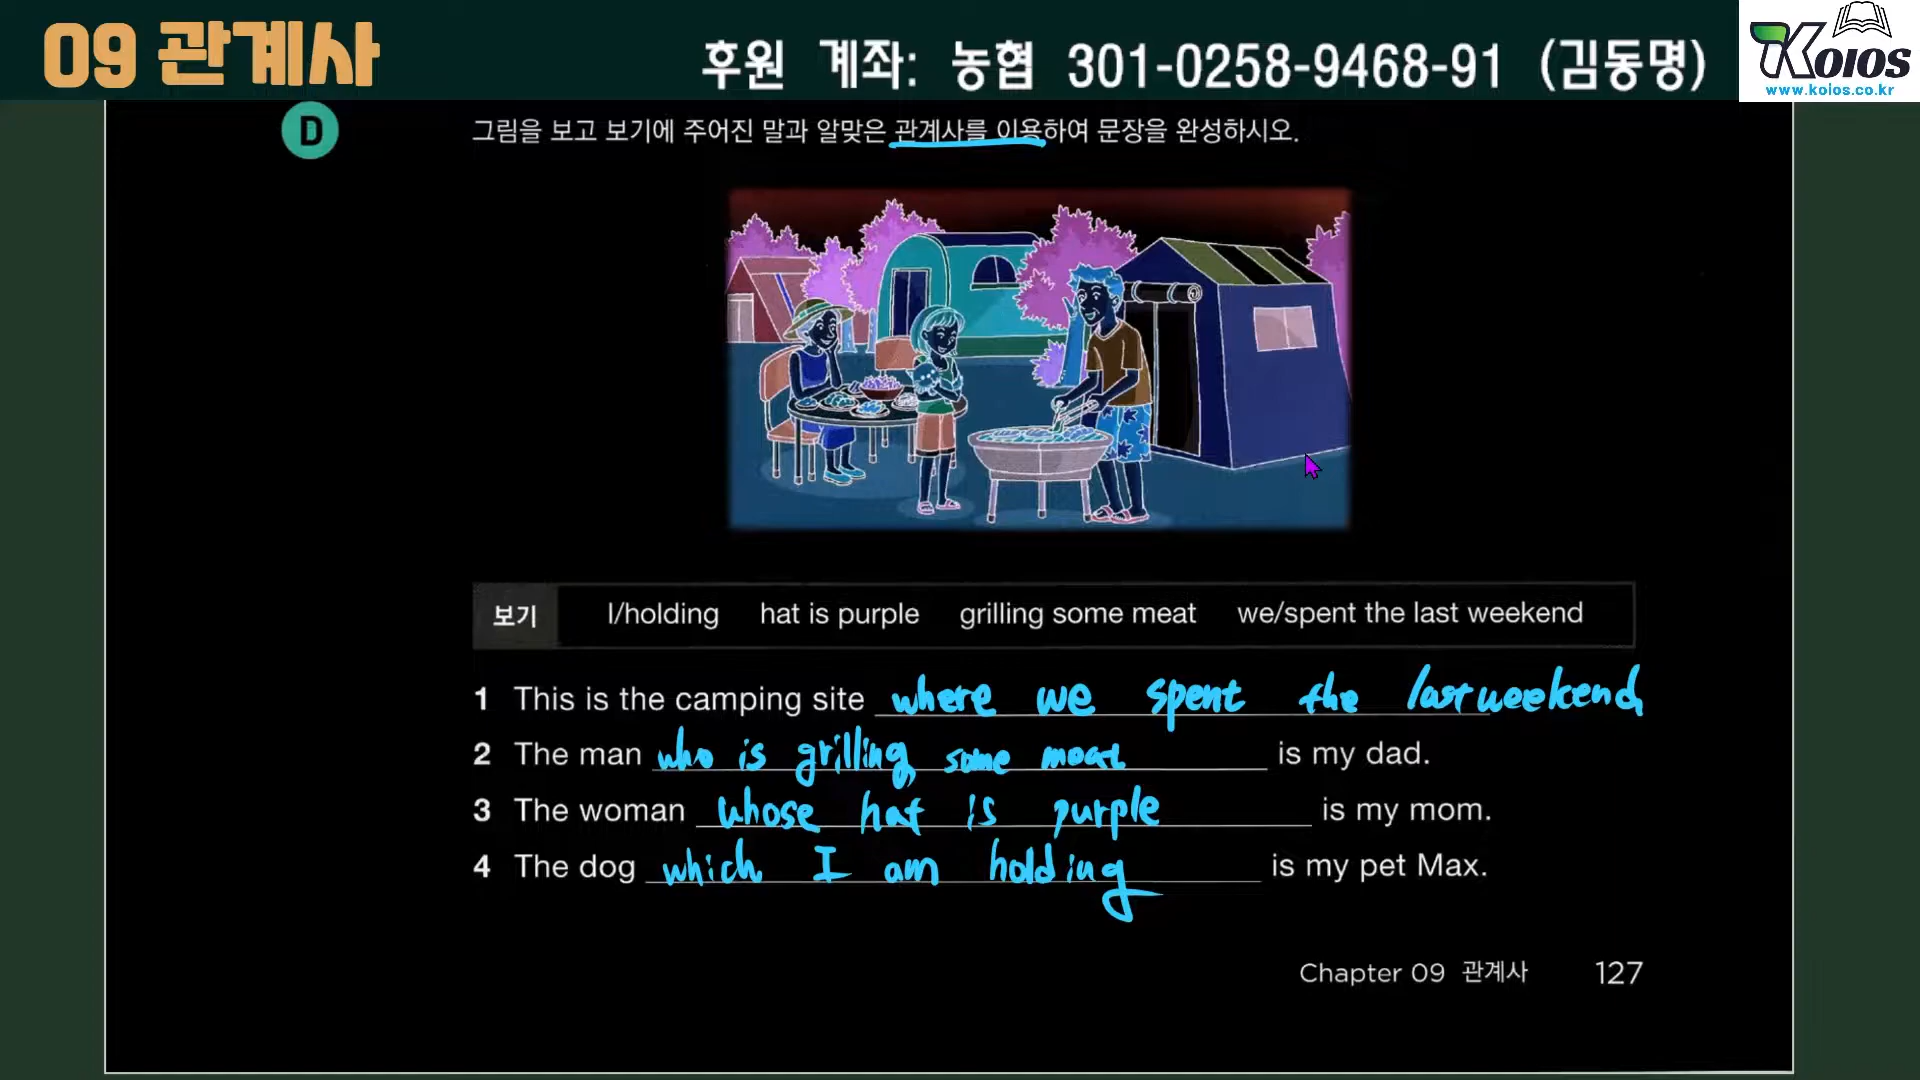 09 관계사
후원 계좌: 농협 301-0258-9468-91 (김동명)
Koios
www.koios.co.kr
D 그림을 보고 보기에 주어진 말과 알맞은 관계사를 이용하여 문장을 완성하시오.
보기 I/holding hat is purple grilling some meat we/spent the last weekend
1 This is the camping site where we spent the last weekend
2 The man who is grilling some meat is my dad.
3 The woman whose hat is purple is my mom.
4 The dog which I am holding is my pet Max.
Chapter 09 관계사 127